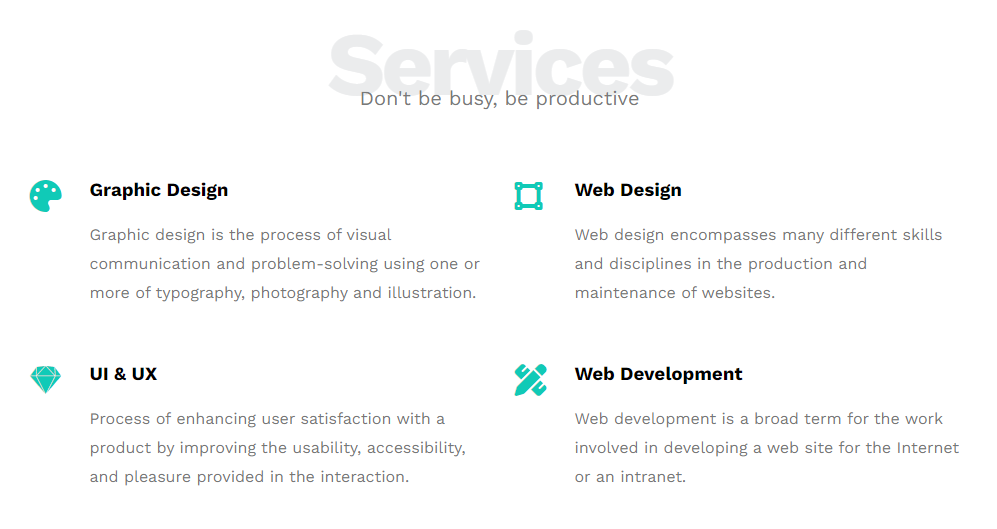 Services
Don't be busy, be productive
Graphic Design
Graphic design is the process of visual
communication and problem-solving using one or
more of typography, photography and illustration.
Web Design
Web design encompasses many different skills
and disciplines in the production and
maintenance of websites.
UI & UX
Process of enhancing user satisfaction with a
product by improving the usability, accessibility,
and pleasure provided in the interaction.
Web Development
Web development is a broad term for the work
involved in developing a web site for the Internet
or an intranet.